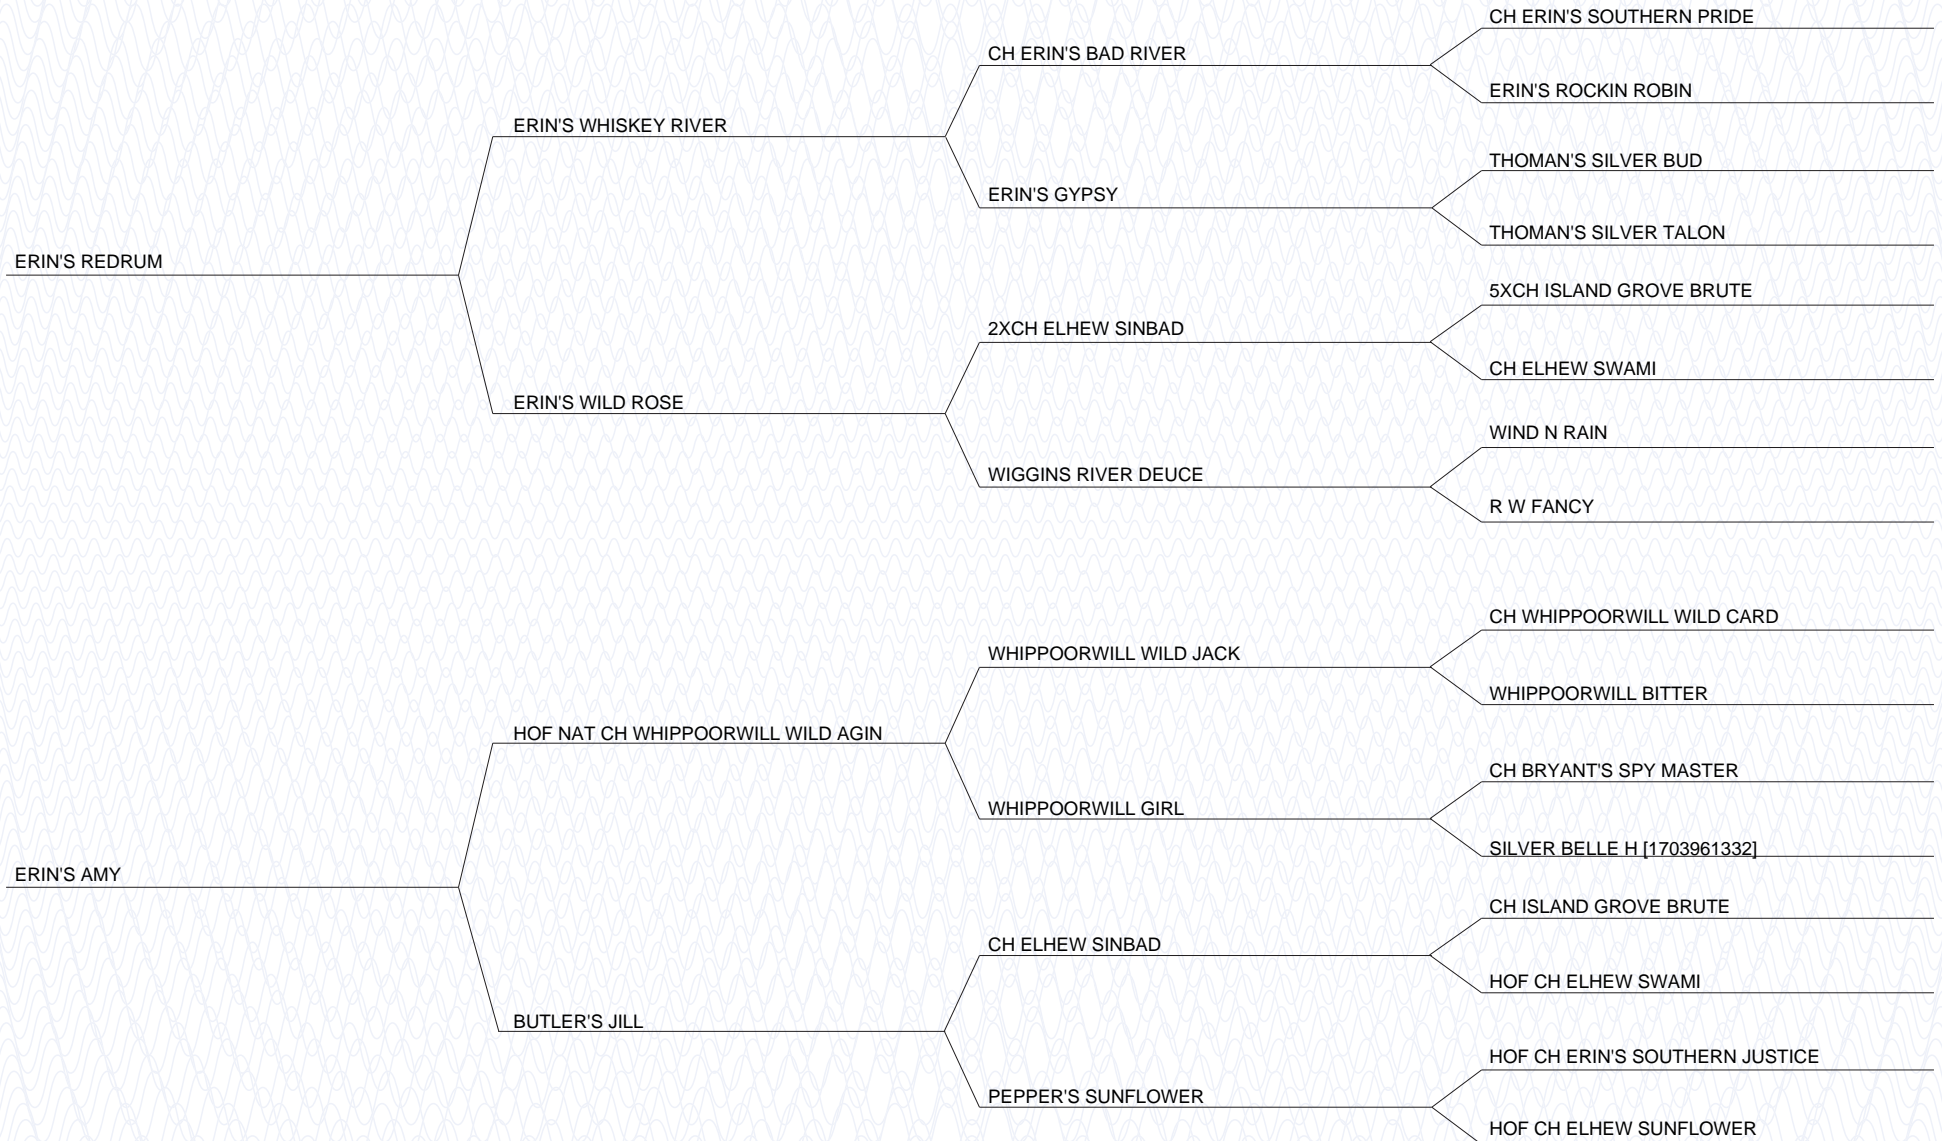 CH ERIN'S SOUTHERN PRIDE
CH ERIN'S BAD RIVER
ERIN'S ROCKIN ROBIN
ERIN'S WHISKEY RIVER
THOMAN'S SILVER BUD
ERIN'S GYPSY
THOMAN'S SILVER TALON
ERIN'S REDRUM
5XCH ISLAND GROVE BRUTE
2XCH ELHEW SINBAD
CH ELHEW SWAMI
ERIN'S WILD ROSE
WIND N RAIN
WIGGINS RIVER DEUCE
R W FANCY
CH WHIPPOORWILL WILD CARD
WHIPPOORWILL WILD JACK
WHIPPOORWILL BITTER
HOF NAT CH WHIPPOORWILL WILD AGIN
CH BRYANT'S SPY MASTER
WHIPPOORWILL GIRL
SILVER BELLE H [1703961332]
ERIN'S AMY
CH ISLAND GROVE BRUTE
CH ELHEW SINBAD
HOF CH ELHEW SWAMI
BUTLER'S JILL
HOF CH ERIN'S SOUTHERN JUSTICE
PEPPER'S SUNFLOWER
HOF CH ELHEW SUNFLOWER